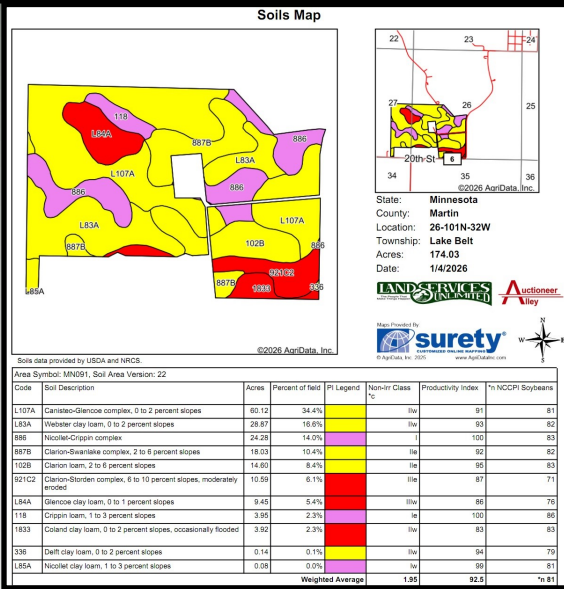 Soils Map
118
L84A
887B
886
L83A
L107A
886
886
L83A
L107A
887B
102B
886
921C2
887B
1833
336
L85A
©2026 AgriData, Inc.
Soils data provided by USDA and NRCS.
22
23
24
27
26
25
20th St
6
34
35
36
©2026 AgriData, Inc.
State: Minnesota
County: Martin
Location: 26-101N-32W
Township: Lake Belt
Acres: 174.03
Date: 1/4/2026
LAND SERVICES
UNLIMITED
Auctioneer
Alley
Maps Provided By
surety®
CUSTOMIZED ONLINE MAPPING
© AgriData, Inc. 2025 www.AgriDataInc.com
N
W
E
S
Area Symbol: MN091, Soil Area Version: 22
Code Soil Description Acres Percent of field PI Legend Non-Irr Class *c Productivity Index *n NCCPI Soybeans
L107A Canisteo-Glencoe complex, 0 to 2 percent slopes 60.12 34.4% IIw 91 81
L83A Webster clay loam, 0 to 2 percent slopes 28.87 16.6% IIw 93 82
886 Nicollet-Crippin complex 24.28 14.0% I 100 83
887B Clarion-Swanlake complex, 2 to 6 percent slopes 18.03 10.4% IIe 92 82
102B Clarion loam, 2 to 6 percent slopes 14.60 8.4% IIe 95 83
921C2 Clarion-Storden complex, 6 to 10 percent slopes, moderately eroded 10.59 6.1% IIIe 87 71
L84A Glencoe clay loam, 0 to 1 percent slopes 9.45 5.4% IIIw 86 76
118 Crippin loam, 1 to 3 percent slopes 3.95 2.3% Ie 100 86
1833 Coland clay loam, 0 to 2 percent slopes, occasionally flooded 3.92 2.3% IIw 83 83
336 Delft clay loam, 0 to 2 percent slopes 0.14 0.1% IIw 94 79
L85A Nicollet clay loam, 1 to 3 percent slopes 0.08 0.0% Iw 99 81
Weighted Average 1.95 92.5 *n 81